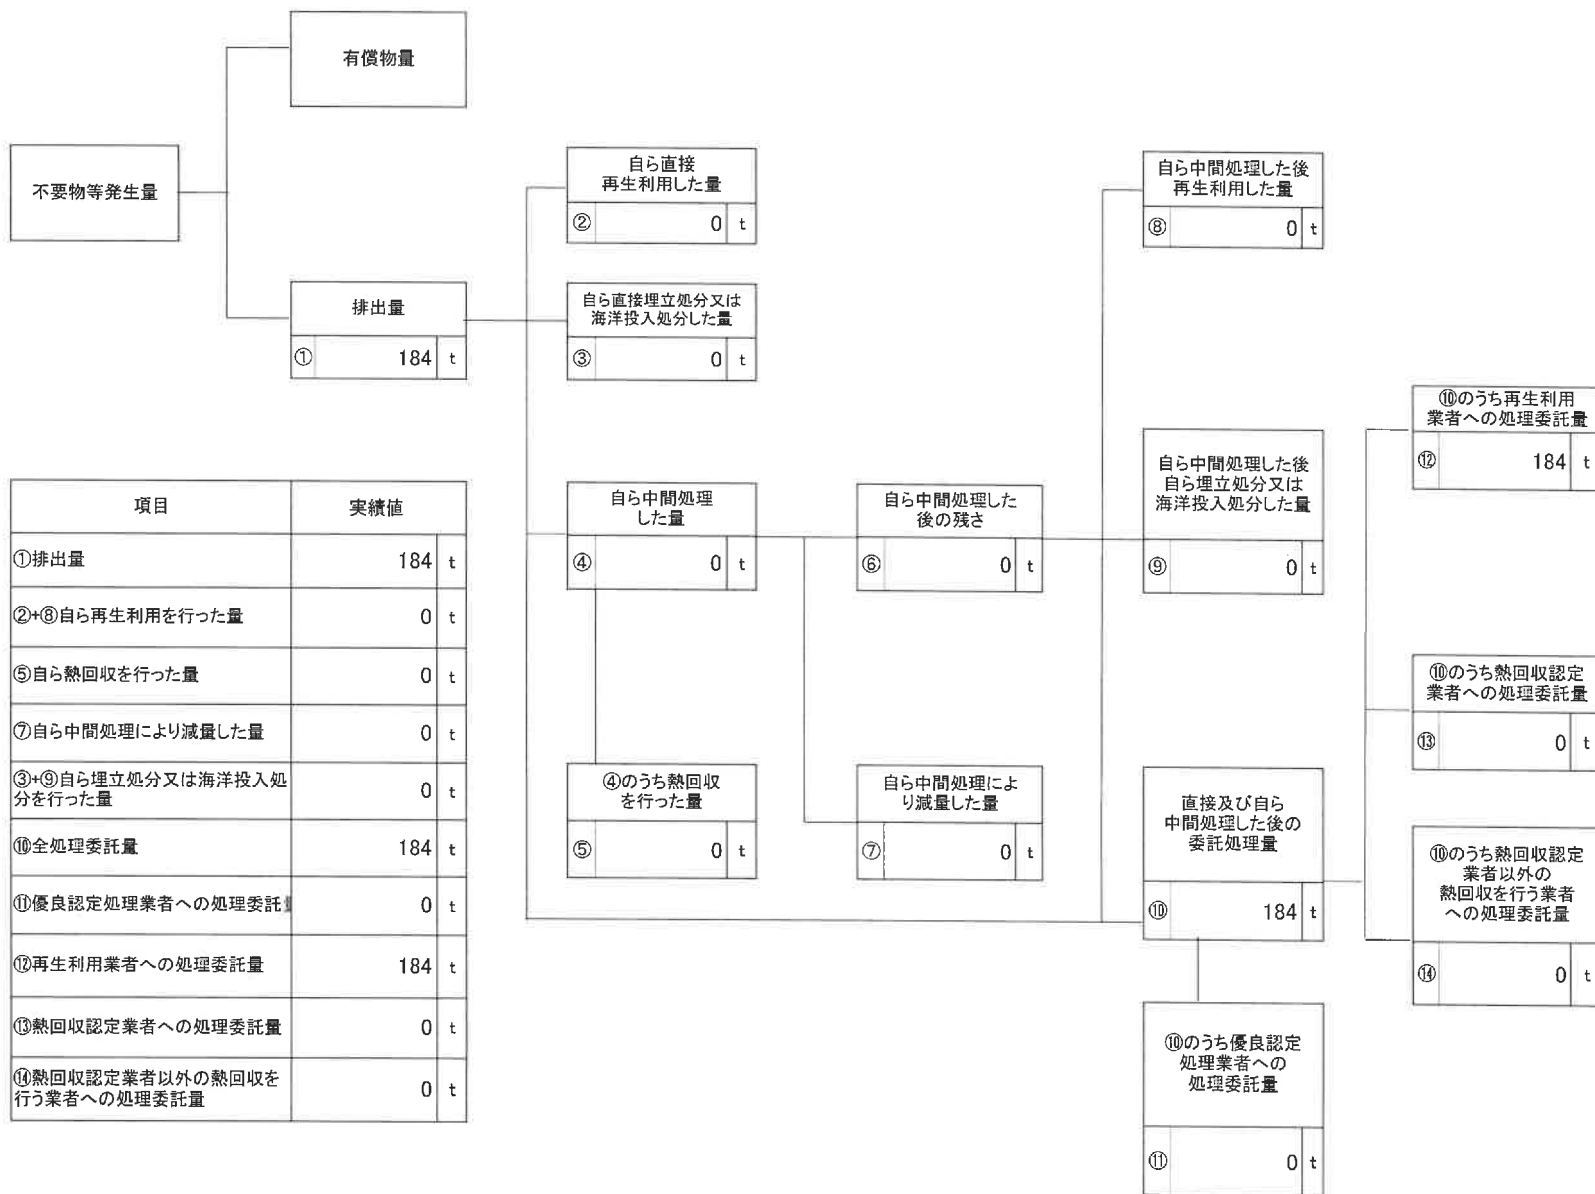 有償物量
不要物等発生量
排出量
① 184 t
自ら直接
再生利用した量
② 0 t
自ら直接埋立処分又は
海洋投入処分した量
③ 0 t
自ら中間処理
した量
④ 0 t
④のうち熱回収
を行った量
⑤ 0 t
自ら中間処理した
後の残さ
⑥ 0 t
自ら中間処理によ
り減量した量
⑦ 0 t
自ら中間処理した後
再生利用した量
⑧ 0 t
自ら中間処理した後
自ら埋立処分又は
海洋投入処分した量
⑨ 0 t
直接及び自ら
中間処理した後の
委託処理量
⑩ 184 t
⑩のうち優良認定
処理業者への
処理委託量
⑪ 0 t
⑩のうち再生利用
業者への処理委託量
⑫ 184 t
⑩のうち熱回収認定
業者への処理委託量
⑬ 0 t
⑩のうち熱回収認定
業者以外の
熱回収を行う業者
への処理委託量
⑭ 0 t
項目 実績値
①排出量 184 t
②+⑧自ら再生利用を行った量 0 t
⑤自ら熱回収を行った量 0 t
⑦自ら中間処理により減量した量 0 t
③+⑨自ら埋立処分又は海洋投入処
分を行った量 0 t
⑩全処理委託量 184 t
⑪優良認定処理業者への処理委託 0 t
⑫再生利用業者への処理委託量 184 t
⑬熱回収認定業者への処理委託量 0 t
⑭熱回収認定業者以外の熱回収を
行う業者への処理委託量 0 t